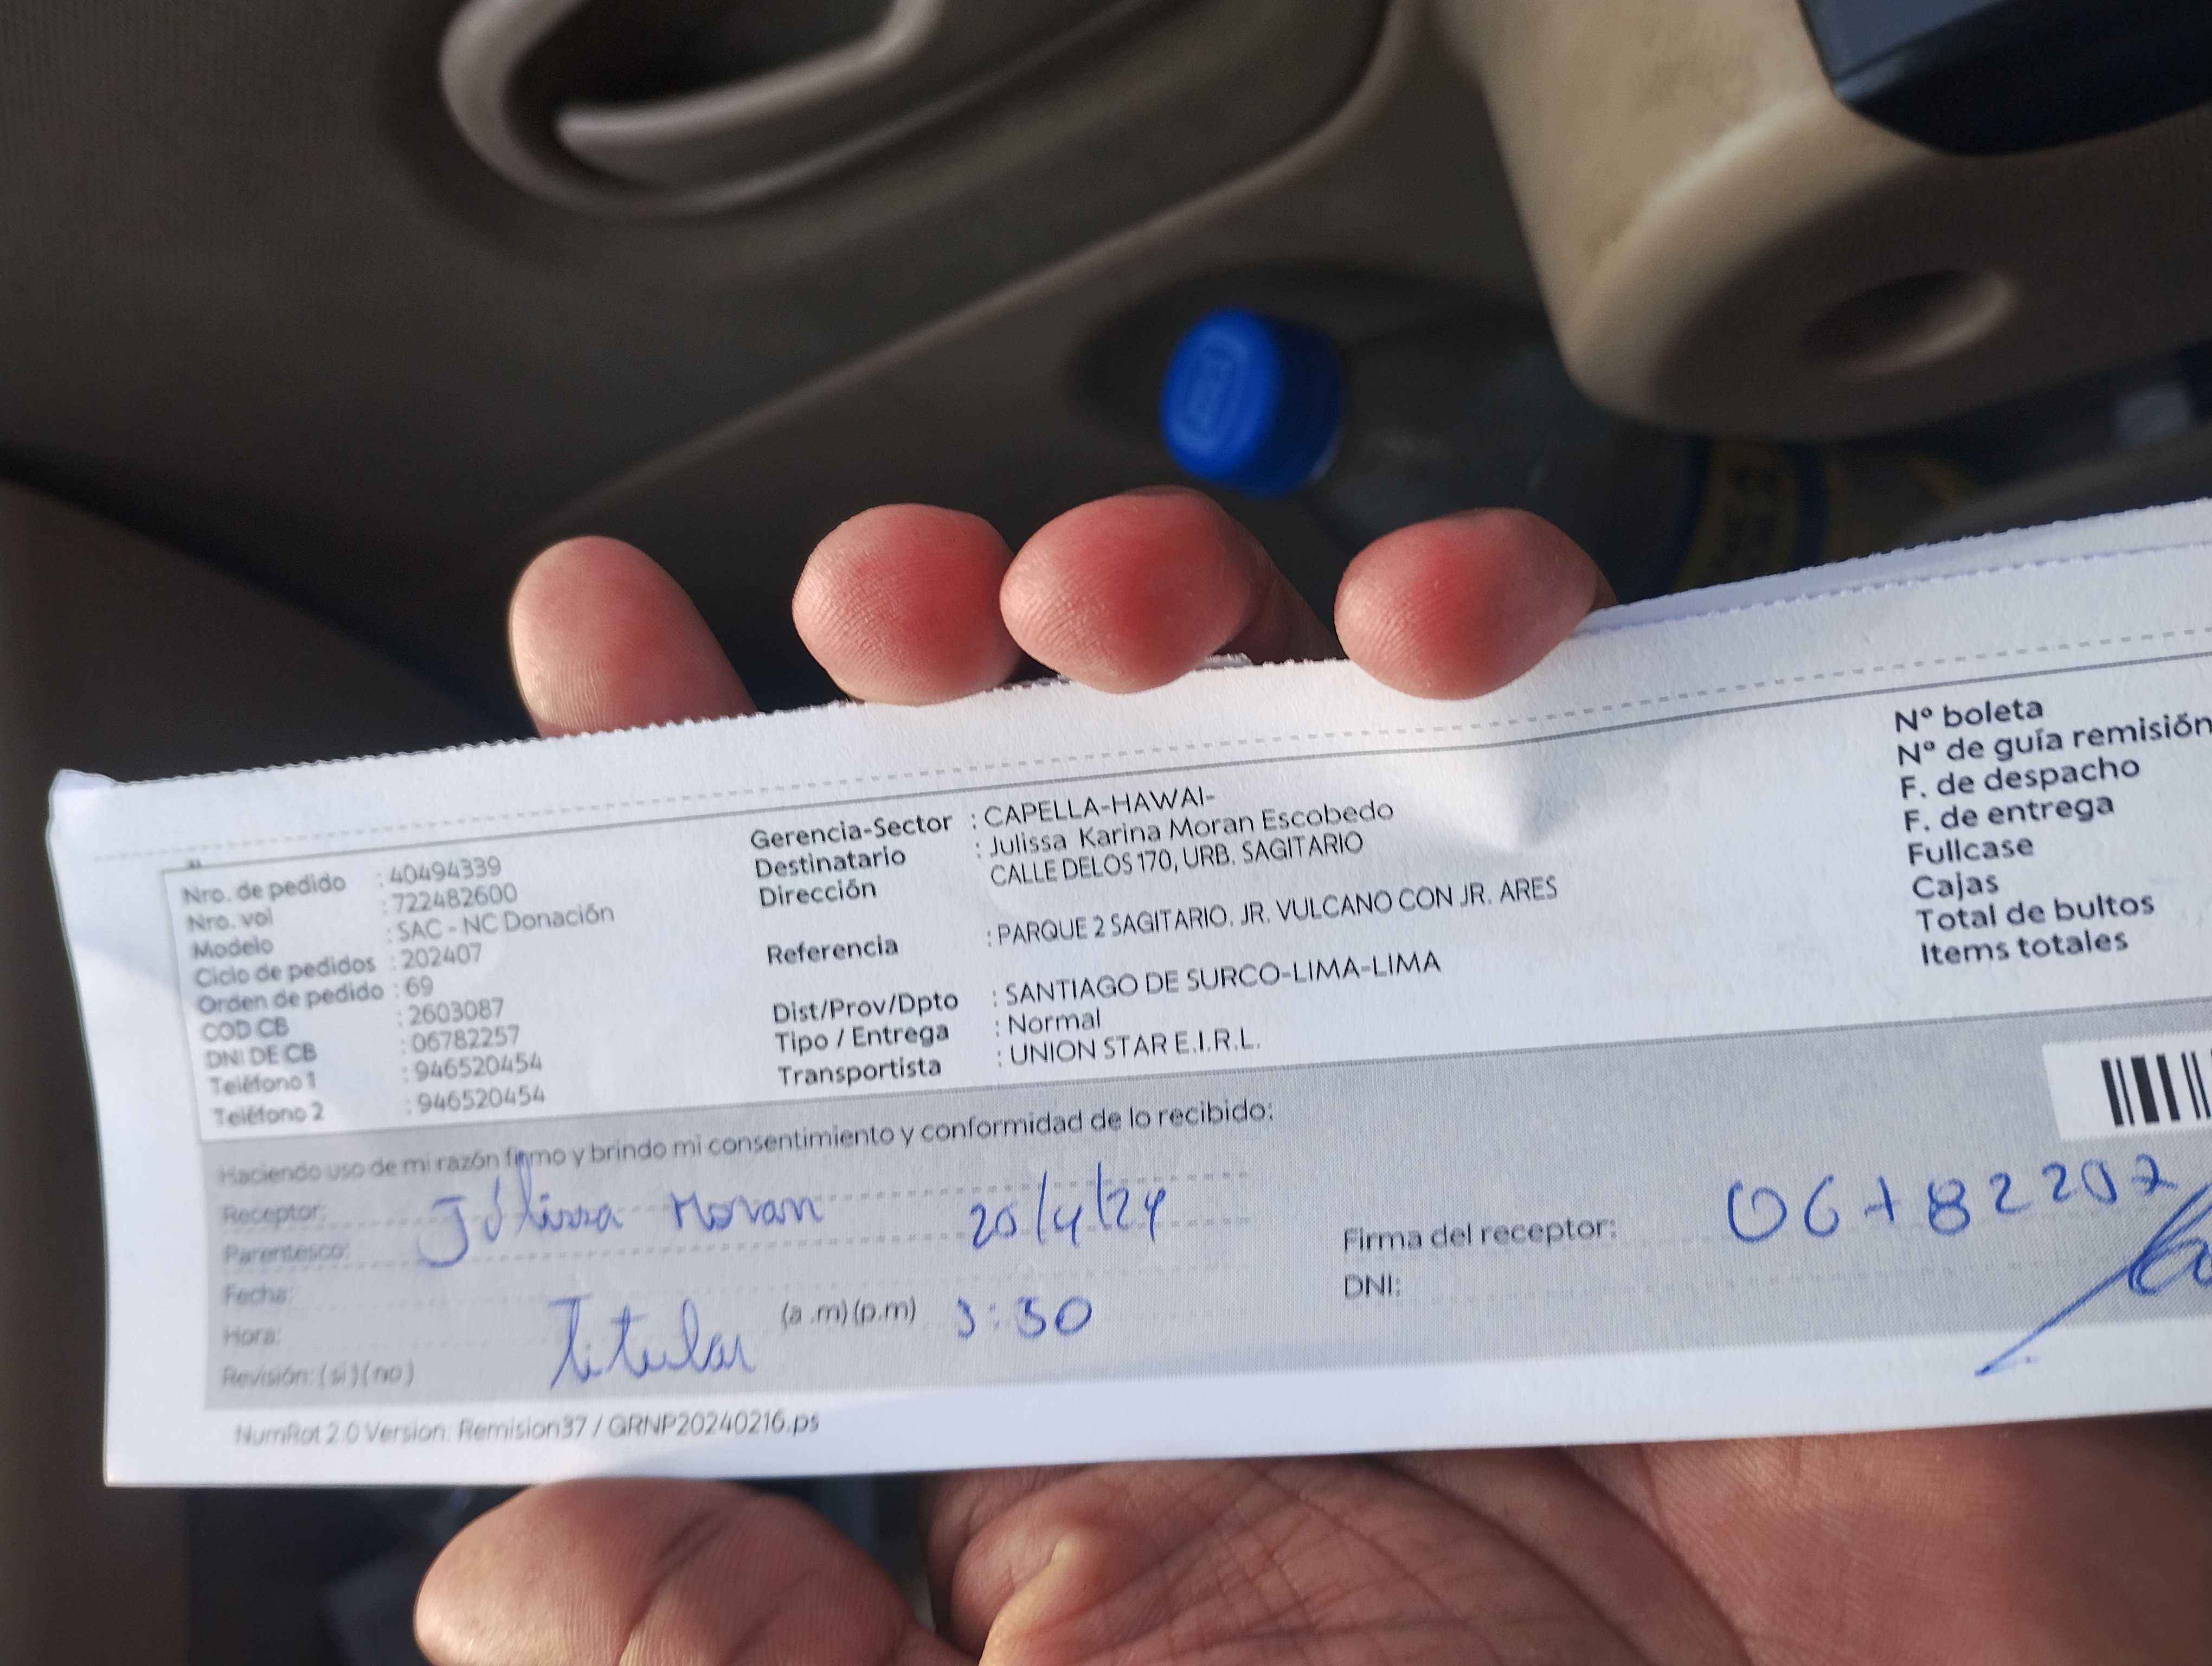 Nro. de pedido : 40494339
Nro. vol : 722482600
Modelo : SAC - NC Donación
Ciclo de pedidos : 202407
Orden de pedido : 69
COD CB : 2603087
DNI DE CB : 06782257
Teléfono 1 : 946520454
Teléfono 2 : 946520454
Gerencia-Sector : CAPELLA-HAWAI-
Destinatario : Julissa Karina Moran Escobedo
Dirección CALLE DELOS 170, URB. SAGITARIO
Referencia : PARQUE 2 SAGITARIO. JR. VULCANO CON JR. ARES
Dist/Prov/Dpto : SANTIAGO DE SURCO-LIMA-LIMA
Tipo / Entrega : Normal
Transportista : UNION STAR E.I.R.L.
Nº boleta
Nº de guía remisión
F. de despacho
F. de entrega
Fullcase
Cajas
Total de bultos
Items totales
Haciendo uso de mi razón firmo y brindo mi consentimiento y conformidad de lo recibido:
Receptor: Júlissa Moran 20/4/24
Parentesco:
Fecha:
Hora: Titular (a .m) (p.m) 3:30
Revisión: ( si ) ( no )
Firma del receptor:
DNI:
NumRot 2.0 Version: Remision37 / GRNP20240216.ps